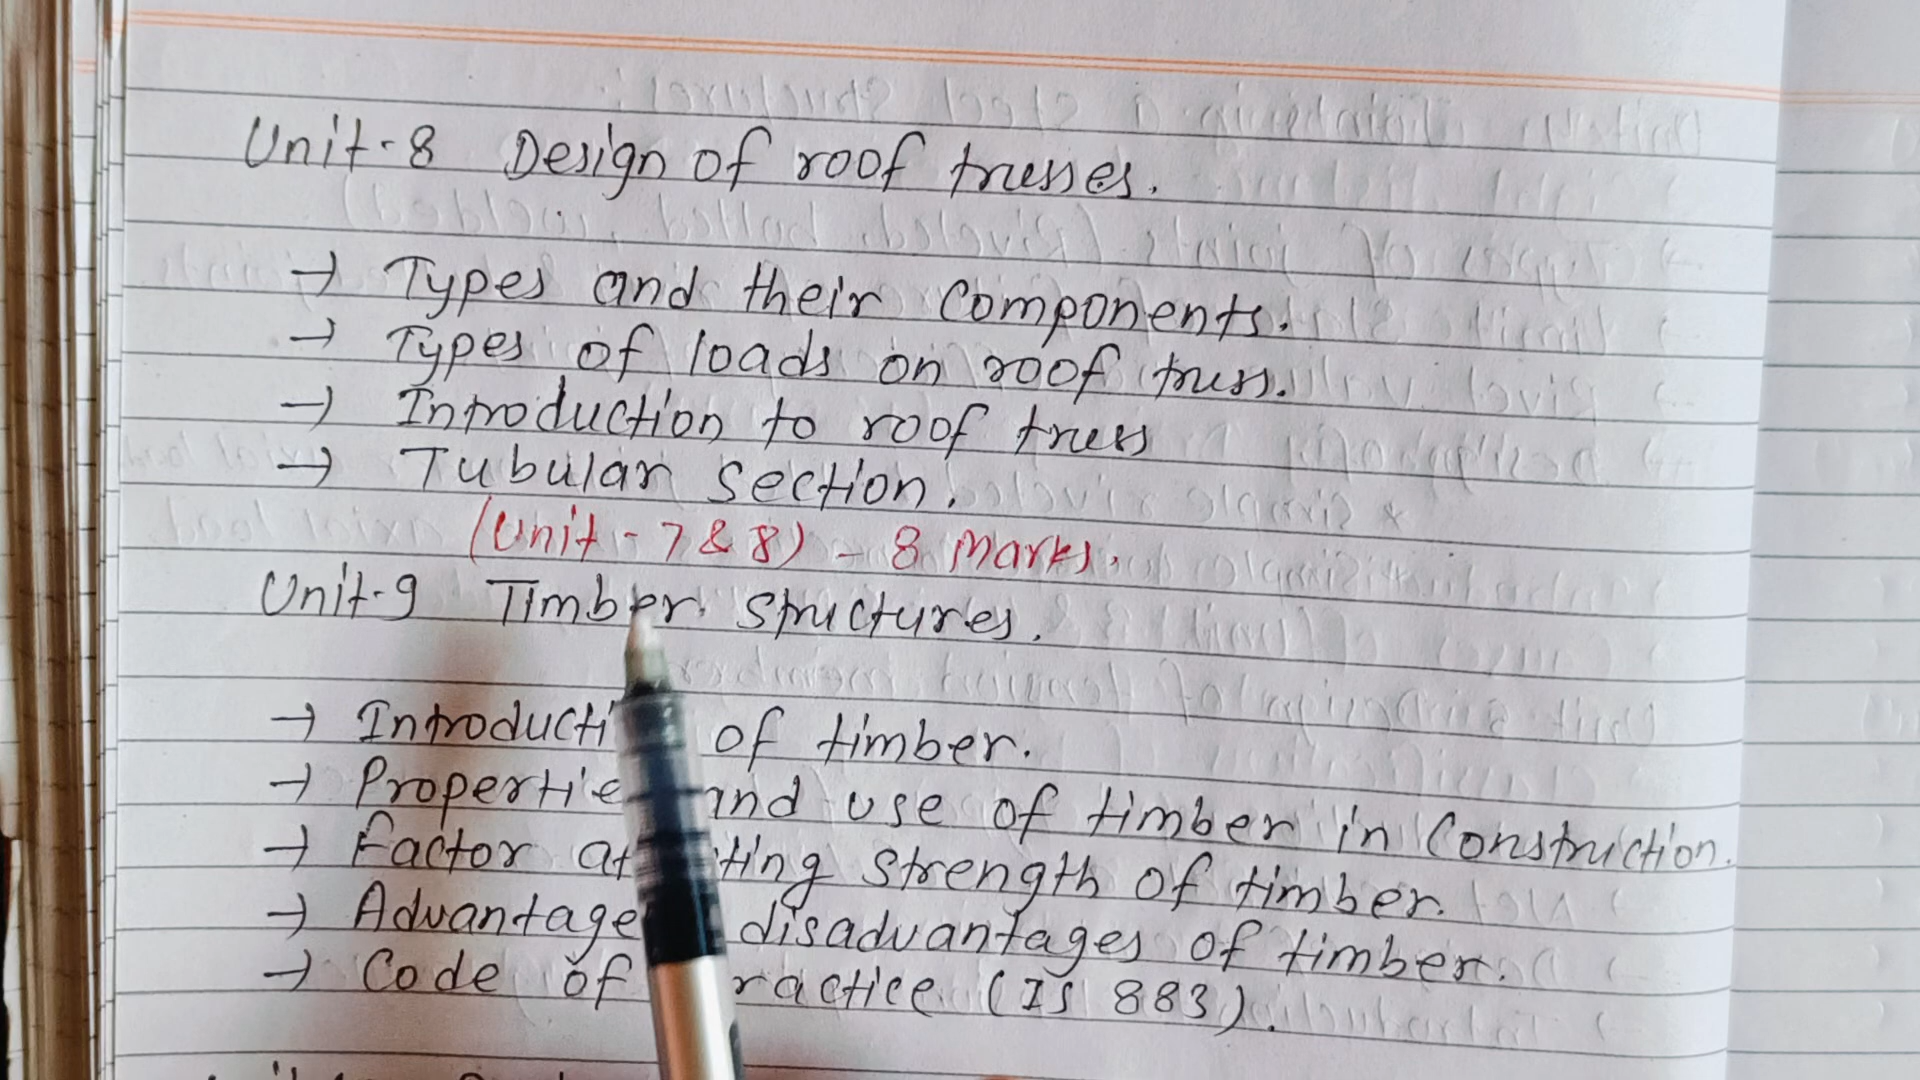 Unit-8 Design of roof trusses.
→ Types and their Components.
→ Types of loads on roof truss.
→ Introduction to roof truss
→ Tubular section.
(Unit-7 & 8) - 8 Marks.
Unit-9 Timber Structures.
→ Introducti of timber.
→ Propertie and use of timber in Construction.
→ Factor strength of timber.
→ Advantage disadvantages of timber.
→ Code of ractice (IS 883).